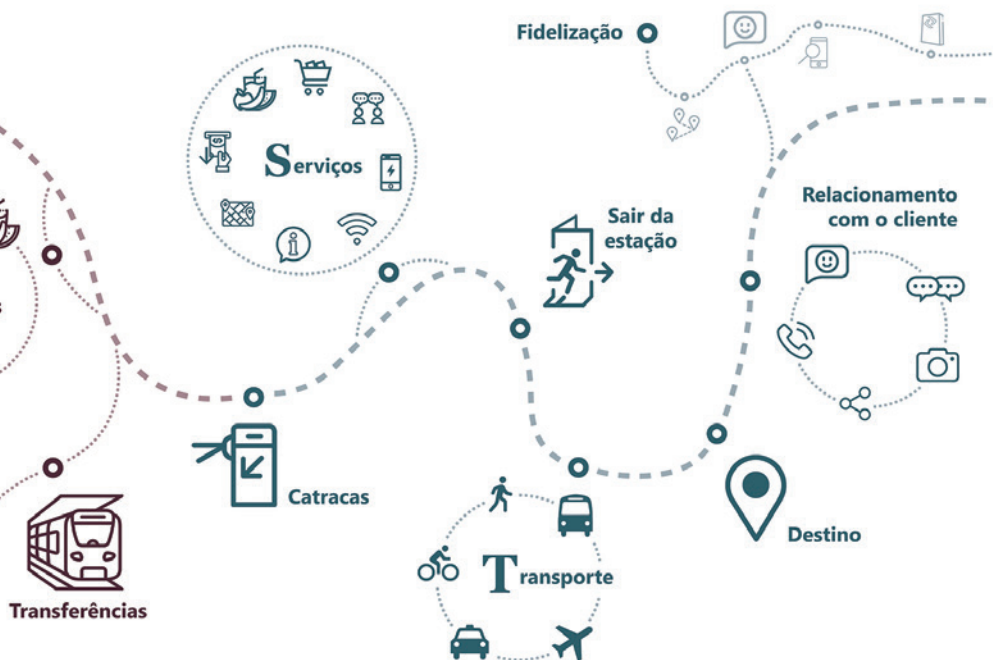 Fidelização
Serviços
Relacionamento
com o cliente
Sair da
estação
Catracas
Destino
Transporte
Transferências